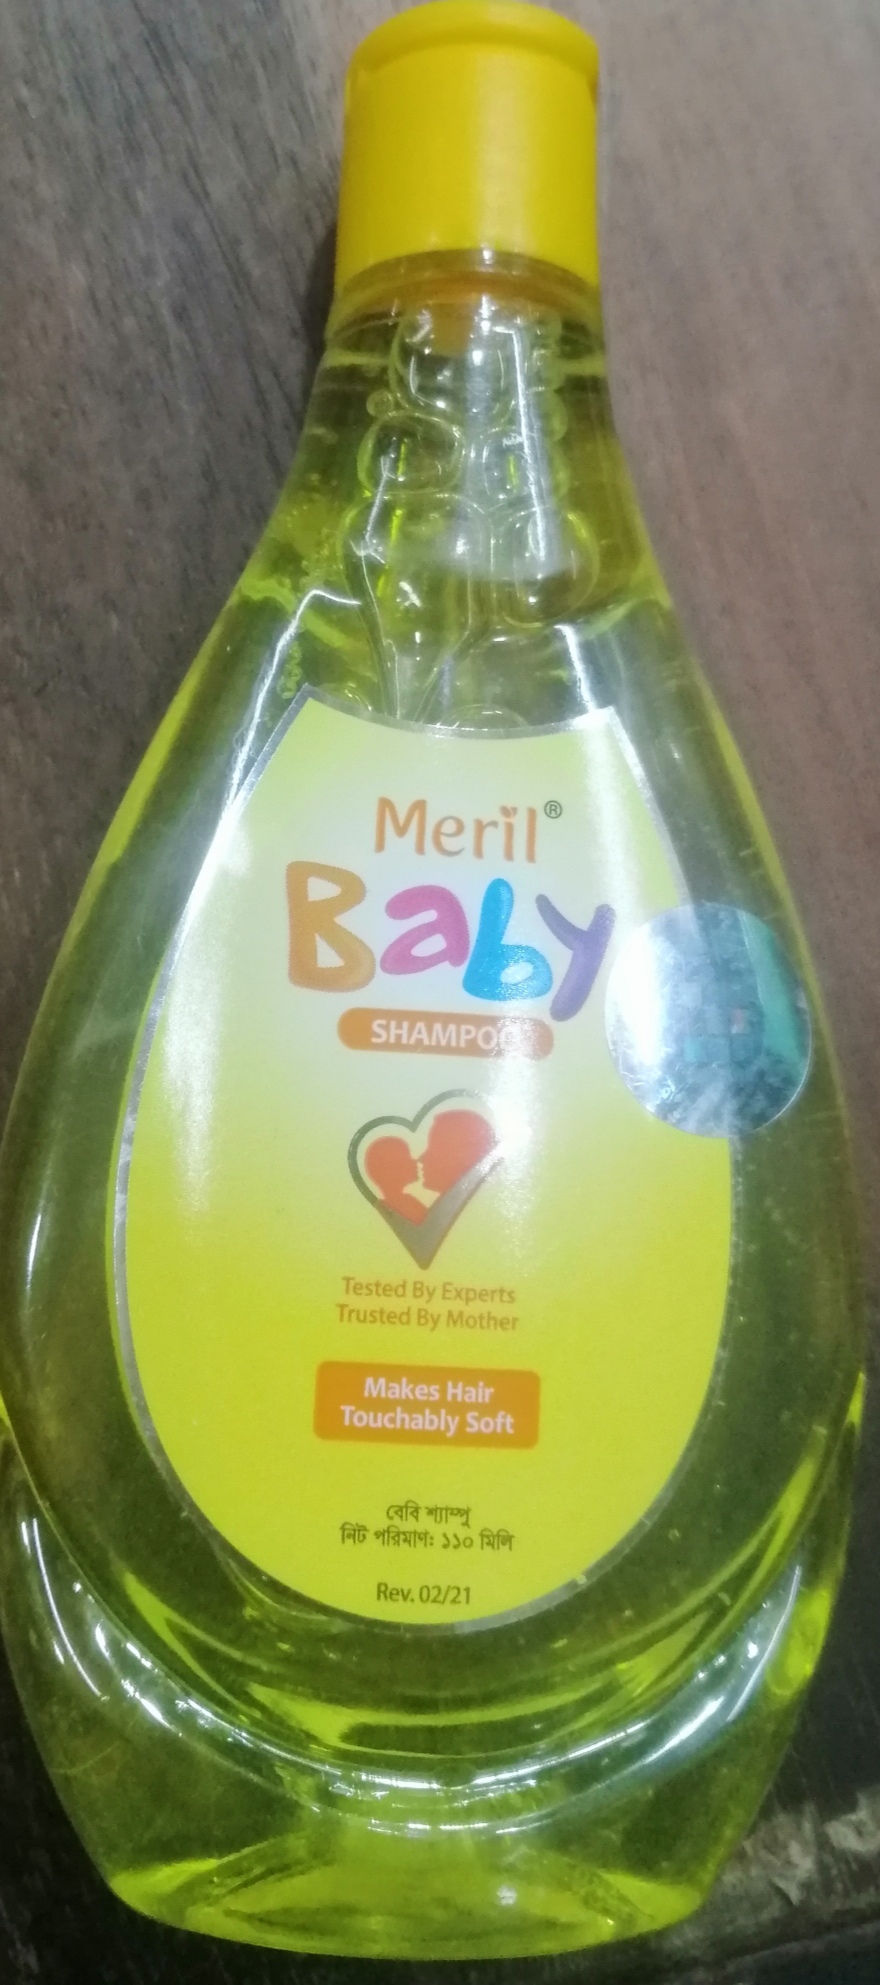 Meril®
Baby
SHAMPOO
Tested By Experts
Trusted By Mother
Makes Hair
Touchably Soft
বেবি শ্যাম্পু
নিট পরিমাণ: ১১০ মিলি
Rev. 02/21